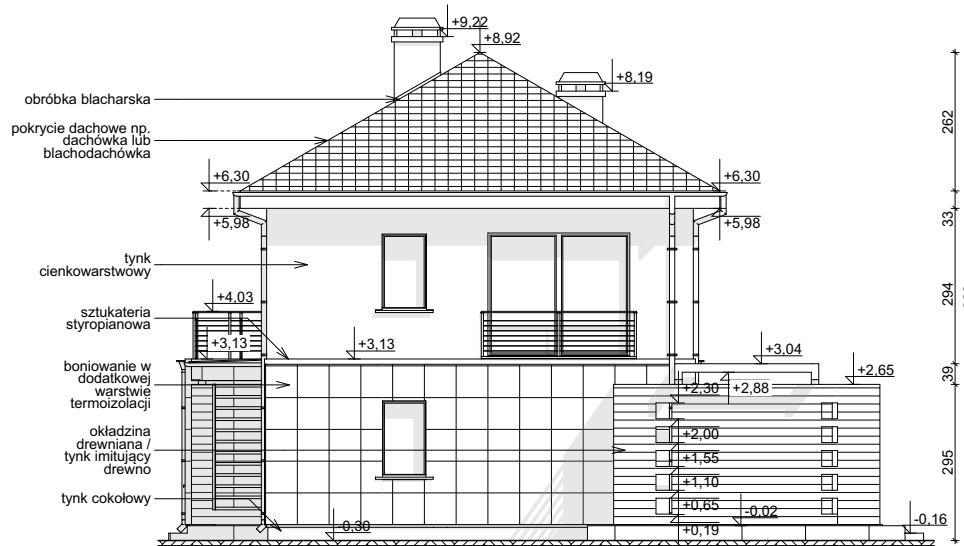 +9,22
+8,92
+8,19
obróbka blacharska
pokrycie dachowe np.
dachówka lub
blachodachówka
262
+6,30
+6,30
+5,98
+5,98
33
tynk
cienkowarstwowy
294
+4,03
sztukateria
styropianowa
+3,13
+3,13
+3,04
boniowanie w
dodatkowej
warstwie
termoizolacji
+2,65
39
+2,30
+2,88
okładzina
drewniana /
tynk imitujący
drewno
+2,00
+1,55
295
+1,10
tynk cokołowy
+0,65
-0,02
-0,30
+0,19
-0,16